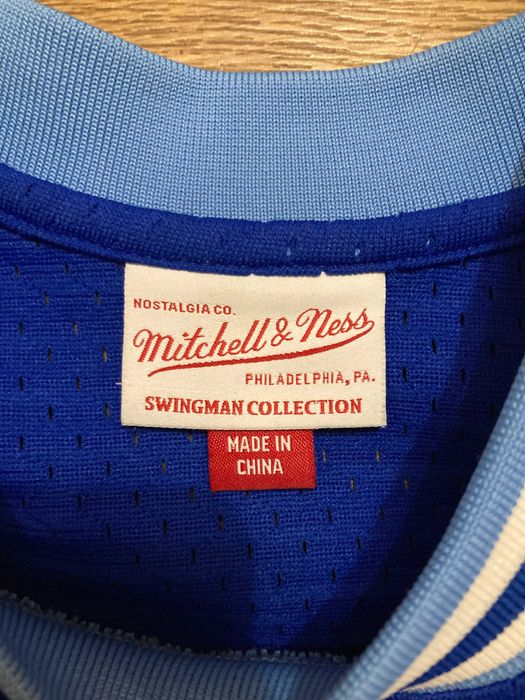 NOSTALGIA CO.
Mitchell & Ness
PHILADELPHIA, PA.
SWINGMAN COLLECTION
MADE IN
CHINA